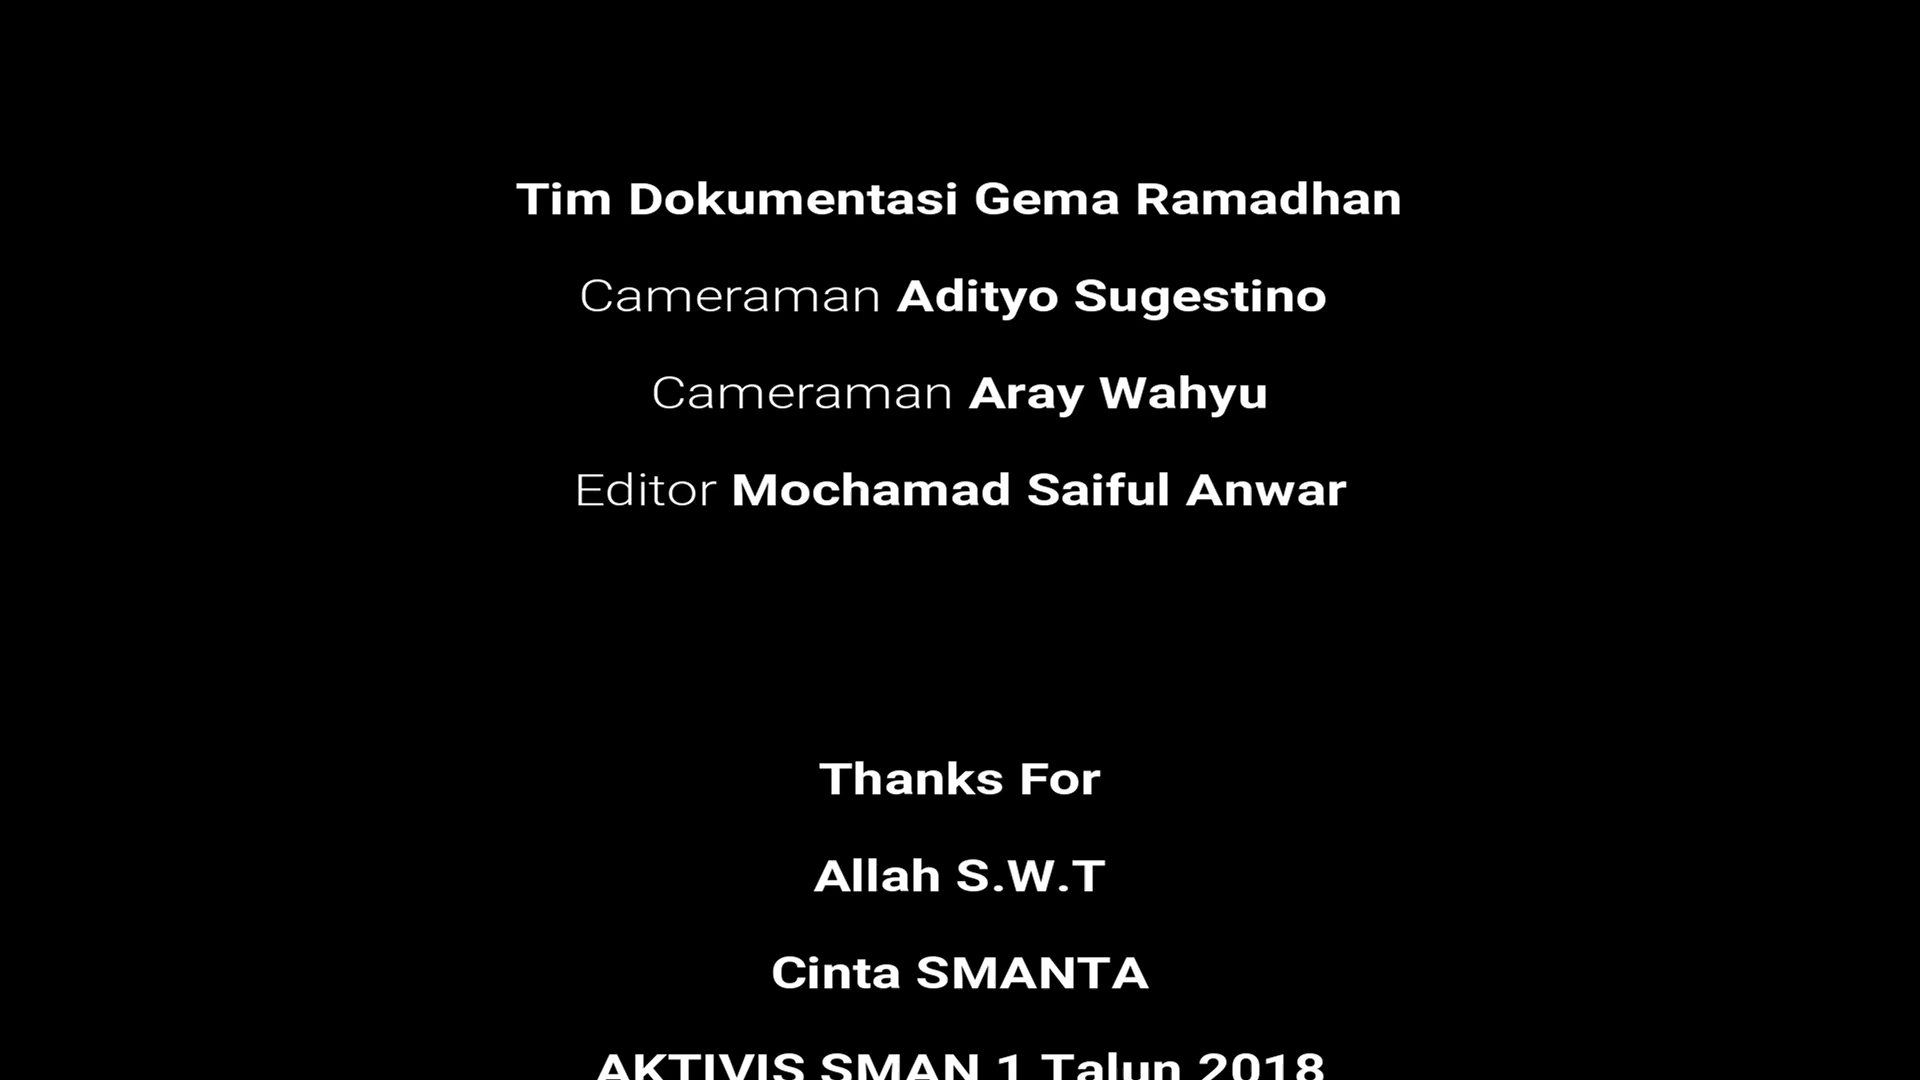 Tim Dokumentasi Gema Ramadhan
Cameraman Adityo Sugestino
Cameraman Aray Wahyu
Editor Mochamad Saiful Anwar
Thanks For
Allah S.W.T
Cinta SMANTA
AKTIVIS SMAN 1 Talun 2018